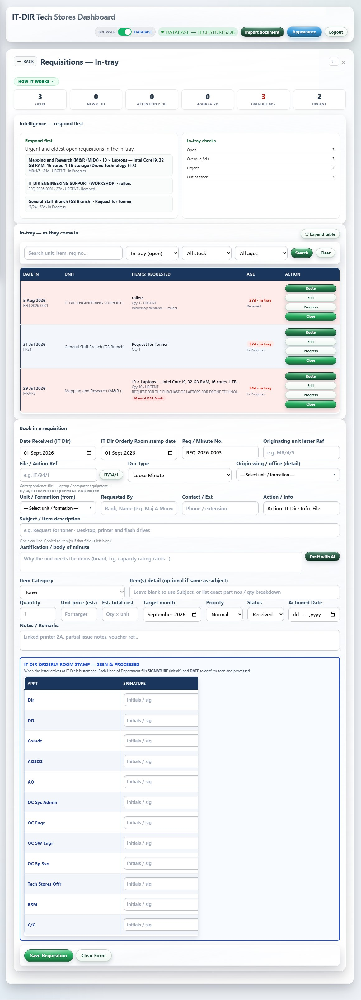 IT-DIR Tech Stores Dashboard
BROWSER DATABASE DATABASE — TECHSTORES.DB Import document Appearance Logout
← BACK Requisitions — In-tray
HOW IT WORKS
3 0 0 0 3 2
OPEN NEW 0–1D ATTENTION 2–3D AGING 4–7D OVERDUE 8D+ URGENT
Intelligence — respond first
Respond first
Urgent and oldest open requisitions in the in-tray.
Mapping and Research (M&R (MID)) · 10 × Laptops — Intel Core i9, 32
GB RAM, 16 cores, 1 TB storage (Drone Technology FTX)
MR/4/5 · 34d · URGENT · In Progress
IT DIR ENGINEERING SUPPORT (WORKSHOP) · rollers
REQ-2026-0001 · 27d · URGENT · Received
General Staff Branch (GS Branch) · Request for Tonner
IT/24 · 32d · In Progress
In-tray checks
Open 3
Overdue 8d+ 3
Urgent 2
Out of stock 3
In-tray — as they come in
Expand table
Search unit, item, req no... In-tray (open) All stock All ages Search Clear
DATE IN UNIT ITEM(S) REQUESTED AGE ACTION
5 Aug 2026
REQ-2026-0001
IT DIR ENGINEERING SUPPORT...
rollers
Qty 1 · URGENT
Workshop demand — rollers
27d · in tray
Received
Route
Edit
Progress
Close
31 Jul 2026
IT/24
General Staff Branch (GS Branch)
Request for Tonner
Qty 1
32d · in tray
In Progress
Route
Edit
Progress
Close
29 Jul 2026
MR/4/5
Mapping and Research (M&R (...
10 × Laptops — Intel Core i9, 32 GB RAM, 16 cores, 1 TB...
Qty 10 · URGENT
REQUEST FOR THE PURCHASE OF LAPTOPS FOR DRONE TECHNOL...
Manual DAF funds
34d · in tray
In Progress
Route
Edit
Progress
Close
Book in a requisition
Date Received (IT Dir) IT Dir Orderly Room stamp date Req / Minute No. Originating unit letter Ref
01 Sept,2026 01 Sept,2026 REQ-2026-0003 e.g. MR/4/5
File / Action Ref Doc type Origin wing / office (detail)
e.g. IT/34/1 IT/34/1 Loose Minute — Select unit / formation —
Correspondence file — laptop / computer equipment →
IT/34/1 COMPUTER EQUIPMENT AND MEDIA
Unit / Formation (from) Requested By Contact / Ext Action / Info
— Select unit / formation — Rank, Name (e.g. Maj A Munyo Phone / extension Action: IT Dir · Info: File
Subject / Item description
e.g. Request for toner · Desktop, printer and flash drives
One clear line. Copied to Item(s) if that field is left blank.
Justification / body of minute
Why the unit needs the items (board, trg, capacity rating cards...) Draft with AI
Item Category Item(s) detail (optional if same as subject)
Toner Leave blank to use Subject, or list exact part nos / qty breakdown
Quantity Unit price (est.) Est. total cost Target month Priority Status Actioned Date
1 For target Qty × unit September 2026 Normal Received dd ----,yyyy
Notes / Remarks
Linked printer ZA, partial issue notes, voucher ref...
IT DIR ORDERLY ROOM STAMP — SEEN & PROCESSED
When the letter arrives at IT Dir it is stamped. Each Head of Department fills SIGNATURE (initials) and DATE to confirm seen and processed.
APPT SIGNATURE
Dir Initials / sig
DD Initials / sig
Comdt Initials / sig
AQSO2 Initials / sig
AO Initials / sig
OC Sys Admin Initials / sig
OC Engr Initials / sig
OC SW Engr Initials / sig
OC Sp Svc Initials / sig
Tech Stores Offr Initials / sig
RSM Initials / sig
C/C Initials / sig
Save Requisition Clear Form